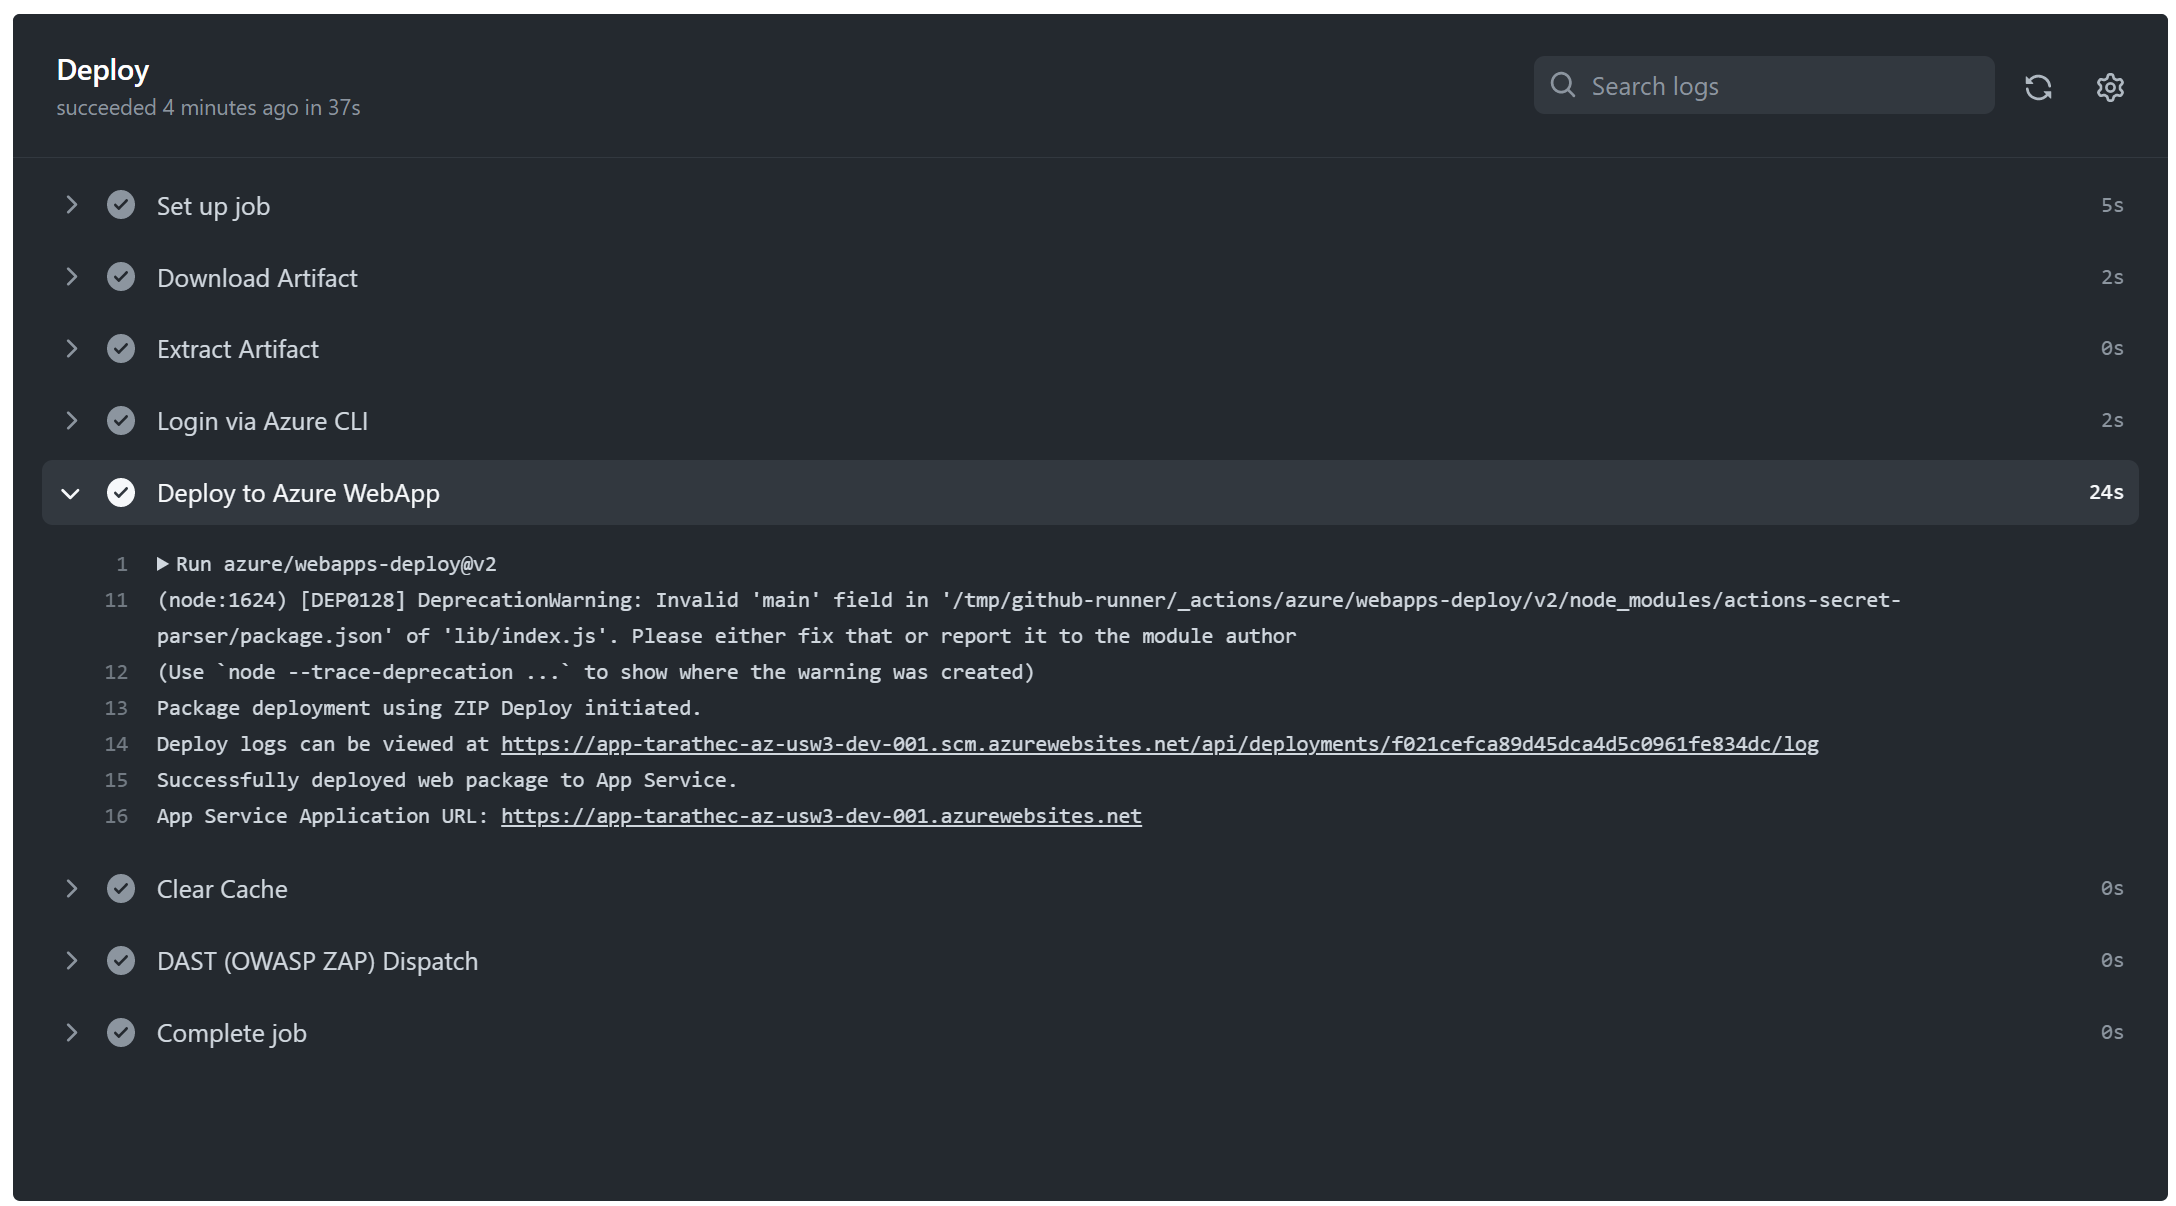 Deploy
succeeded 4 minutes ago in 37s
Search logs
Set up job 5s
Download Artifact 2s
Extract Artifact 0s
Login via Azure CLI 2s
Deploy to Azure WebApp 24s
1 Run azure/webapps-deploy@v2
11 (node:1624) [DEP0128] DeprecationWarning: Invalid 'main' field in '/tmp/github-runner/_actions/azure/webapps-deploy/v2/node_modules/actions-secret-
parser/package.json' of 'lib/index.js'. Please either fix that or report it to the module author
12 (Use `node --trace-deprecation ...` to show where the warning was created)
13 Package deployment using ZIP Deploy initiated.
14 Deploy logs can be viewed at https://app-tarathec-az-usw3-dev-001.scm.azurewebsites.net/api/deployments/f021cefca89d45dca4d5c0961fe834dc/log
15 Successfully deployed web package to App Service.
16 App Service Application URL: https://app-tarathec-az-usw3-dev-001.azurewebsites.net
Clear Cache 0s
DAST (OWASP ZAP) Dispatch 0s
Complete job 0s